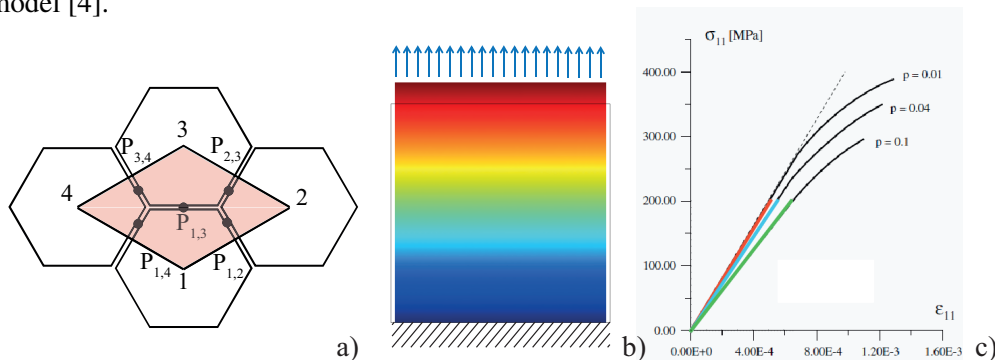 model [4].
3
P3,4
P2,3
4
2
P1,3
P1,4
P1,2
1
a)
b)
σ11 [MPa]
400.00
300.00
200.00
100.00
0.00
p = 0.01
p = 0.04
p = 0.1
ε11
0.00E+0 4.00E-4 8.00E-4 1.20E-3 1.60E-3
c)